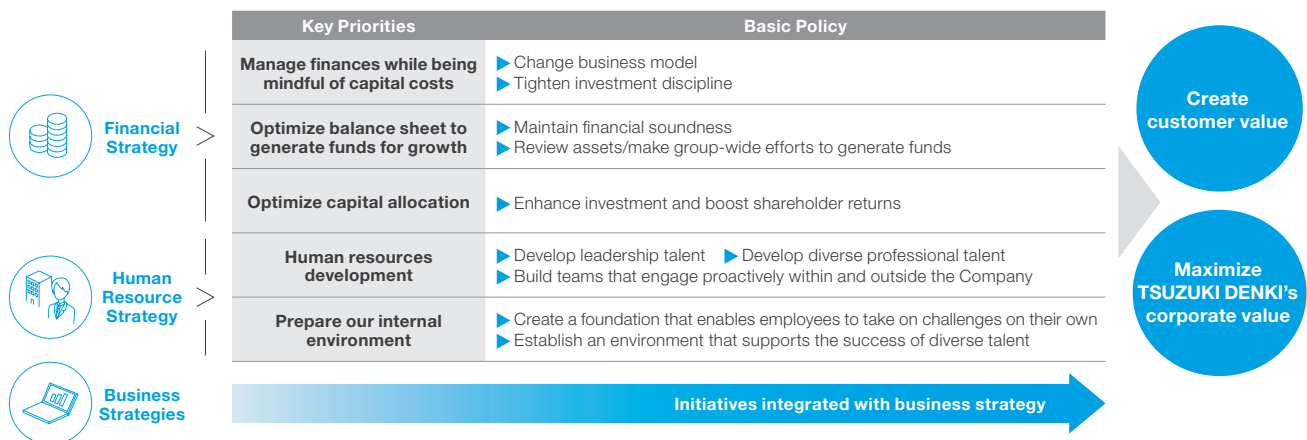 Key Priorities
Basic Policy
Financial
Strategy
Manage finances while being
mindful of capital costs
▶ Change business model
▶ Tighten investment discipline
Optimize balance sheet to
generate funds for growth
▶ Maintain financial soundness
▶ Review assets/make group-wide efforts to generate funds
Optimize capital allocation
▶ Enhance investment and boost shareholder returns
Human
Resource
Strategy
Human resources
development
▶ Develop leadership talent ▶ Develop diverse professional talent
▶ Build teams that engage proactively within and outside the Company
Prepare our internal
environment
▶ Create a foundation that enables employees to take on challenges on their own
▶ Establish an environment that supports the success of diverse talent
Business
Strategies
Initiatives integrated with business strategy
Create
customer value
Maximize
TSUZUKI DENKI's
corporate value